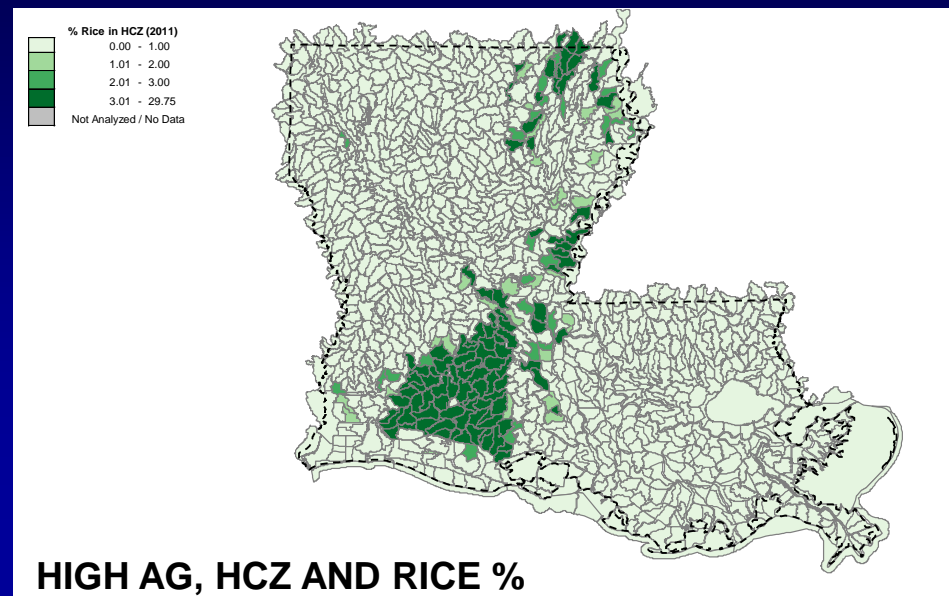 % Rice in HCZ (2011)
0.00 - 1.00
1.01 - 2.00
2.01 - 3.00
3.01 - 29.75
Not Analyzed / No Data
HIGH AG, HCZ AND RICE %